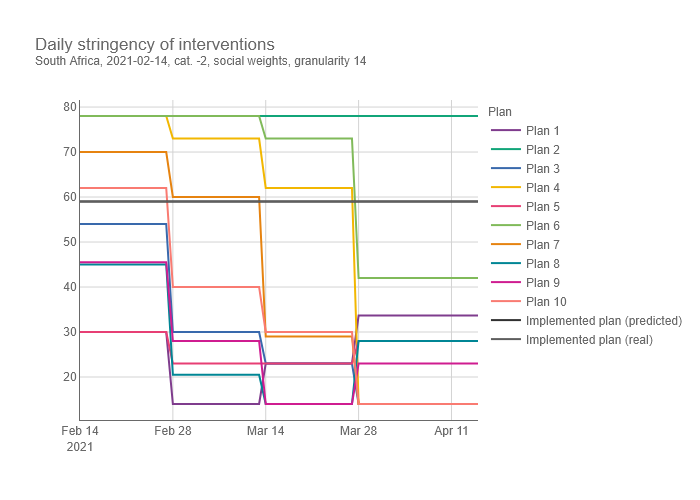 Daily stringency of interventions
South Africa, 2021-02-14, cat. -2, social weights, granularity 14
80
70
60
50
40
30
20
Feb 14
2021
Feb 28
Mar 14
Mar 28
Apr 11
Plan
Plan 1
Plan 2
Plan 3
Plan 4
Plan 5
Plan 6
Plan 7
Plan 8
Plan 9
Plan 10
Implemented plan (predicted)
Implemented plan (real)